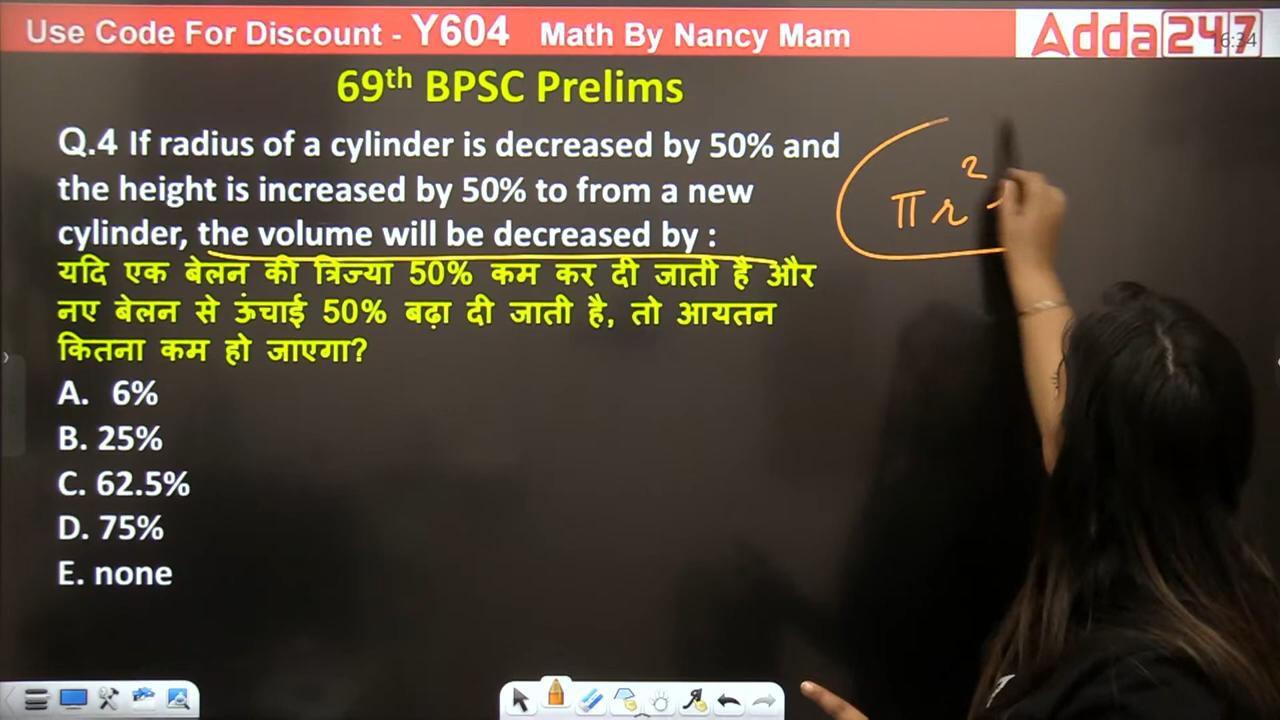 Use Code For Discount - Y604 Math By Nancy Mam
Adda247
16:34
69th BPSC Prelims
Q.4 If radius of a cylinder is decreased by 50% and
the height is increased by 50% to from a new
cylinder, the volume will be decreased by :
यदि एक बेलन की त्रिज्या 50% कम कर दी जाती है और
नए बेलन से ऊंचाई 50% बढ़ा दी जाती है, तो आयतन
कितना कम हो जाएगा?
A. 6%
B. 25%
C. 62.5%
D. 75%
E. none
πr²